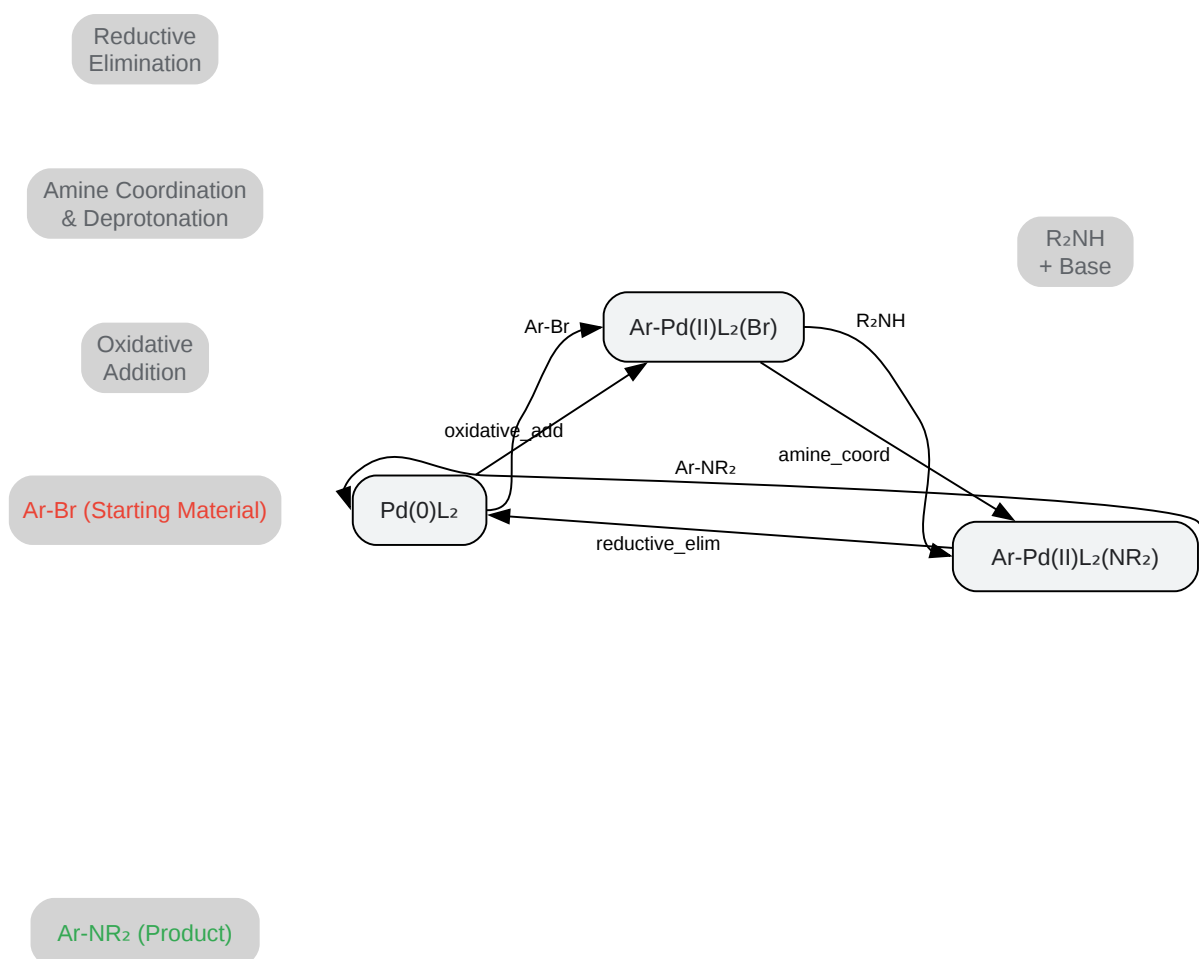 Reductive
Elimination
Amine Coordination
& Deprotonation
R₂NH
+ Base
Ar-Br
Ar-Pd(II)L₂(Br)
R₂NH
Oxidative
Addition
oxidative_add
amine_coord
Ar-NR₂
Ar-Br (Starting Material)
Pd(0)L₂
reductive_elim
Ar-Pd(II)L₂(NR₂)
Ar-NR₂ (Product)